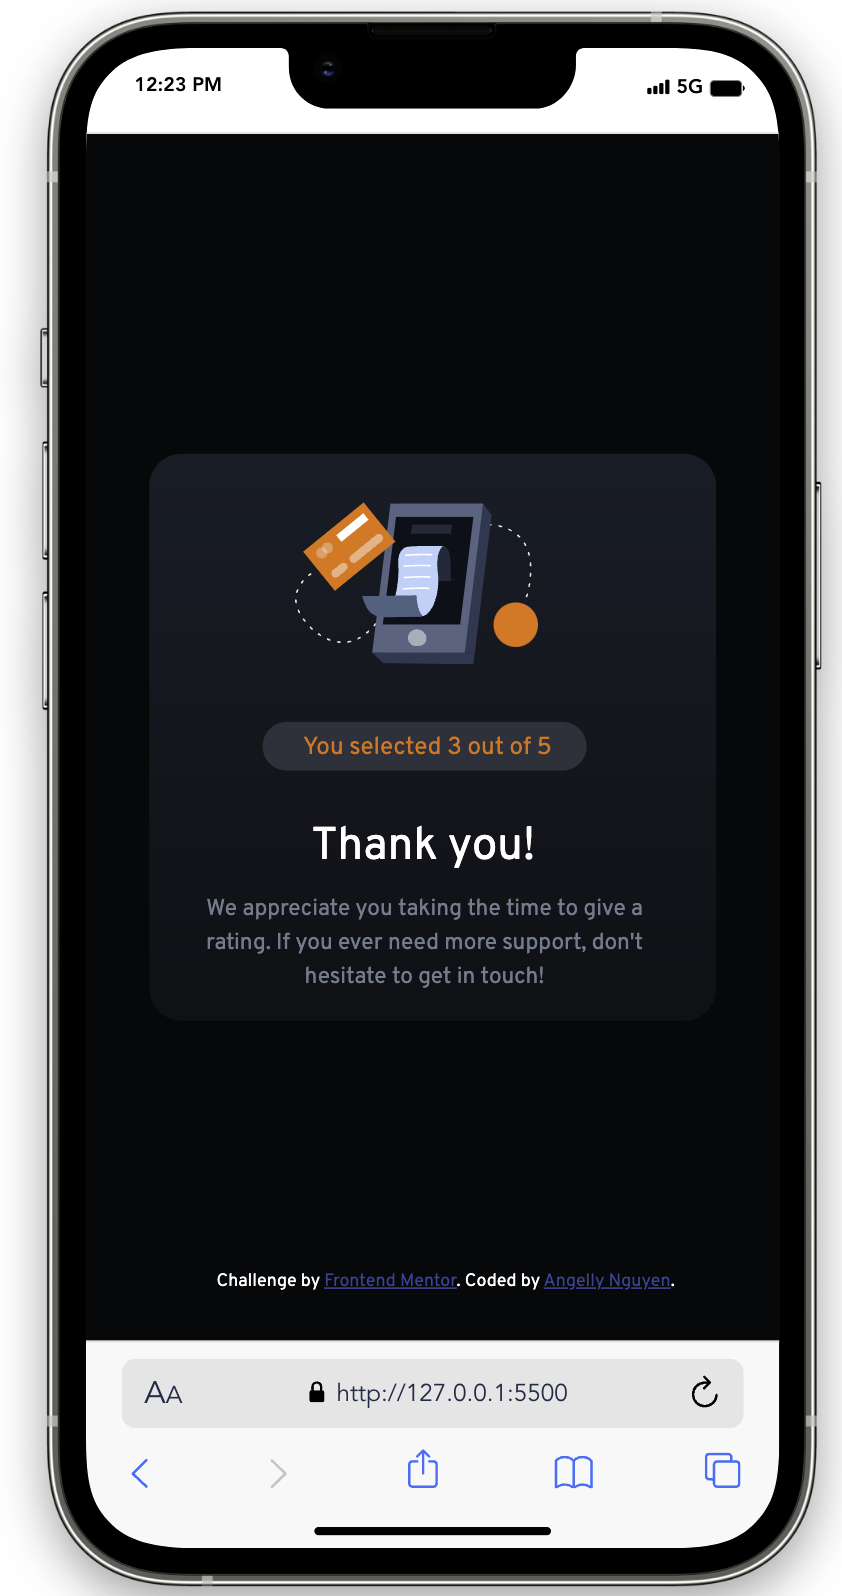 12:23 PM
5G
You selected 3 out of 5
Thank you!
We appreciate you taking the time to give a
rating. If you ever need more support, don't
hesitate to get in touch!
Challenge by Frontend Mentor. Coded by Angelly Nguyen.
AA
http://127.0.0.1:5500